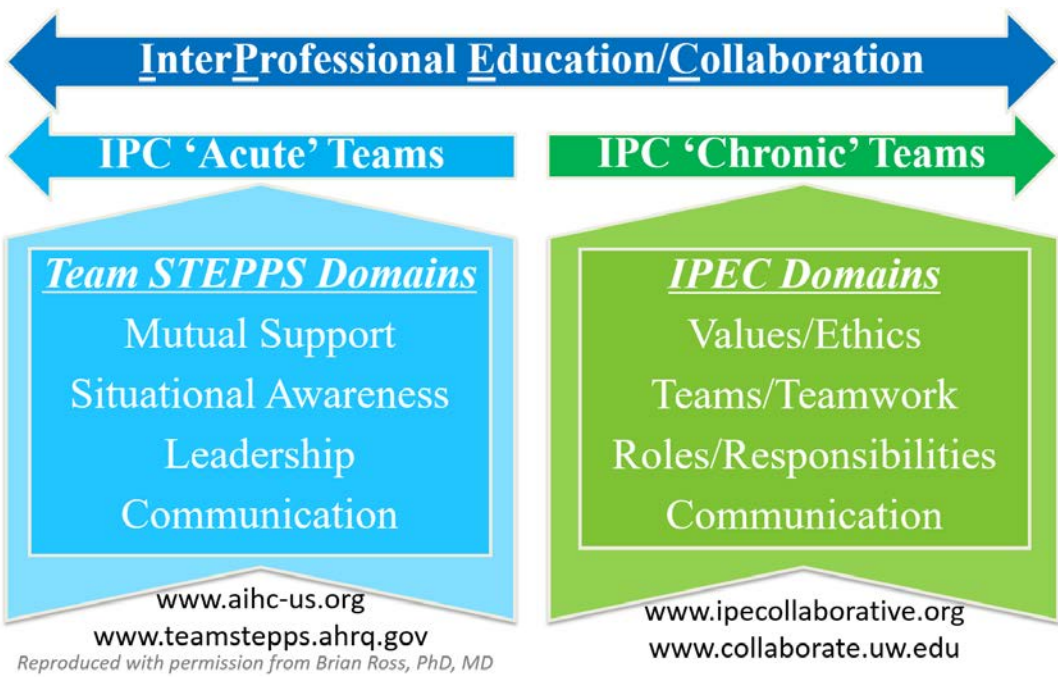 InterProfessional Education/Collaboration
IPC ‘Acute’ Teams
Team STEPPS Domains
Mutual Support
Situational Awareness
Leadership
Communication
www.aihc-us.org
www.teamstepps.ahrq.gov
Reproduced with permission from Brian Ross, PhD, MD
IPC ‘Chronic’ Teams
IPEC Domains
Values/Ethics
Teams/Teamwork
Roles/Responsibilities
Communication
www.ipecollaborative.org
www.collaborate.uw.edu